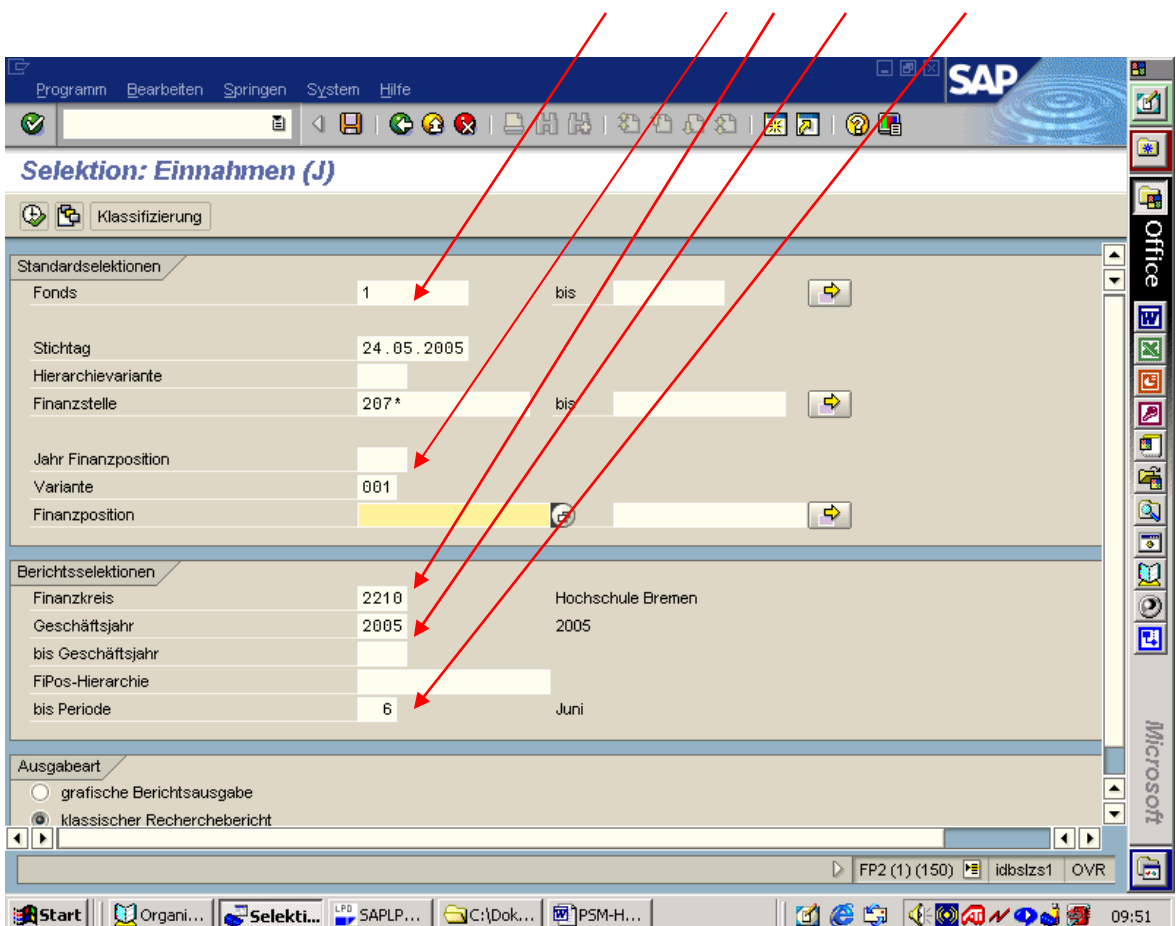 Programm Bearbeiten Springen System Hilfe
SAP
Selektion: Einnahmen (J)
Klassifizierung
Standardselektionen
Fonds 1 bis
Stichtag 24.05.2005
Hierarchievariante
Finanzstelle 207* bis
Jahr Finanzposition
Variante 001
Finanzposition
Berichtsselektionen
Finanzkreis 2210 Hochschule Bremen
Geschäftsjahr 2005 2005
bis Geschäftsjahr
FiPos-Hierarchie
bis Periode 6 Juni
Ausgabeart
grafische Berichtsausgabe
klassischer Recherchebericht
FP2 (1) (150) idbslzs1 OVR
Start Organi... Selekti... SAPLP... C:\Dok... PSM-H... 09:51
Office
Microsoft